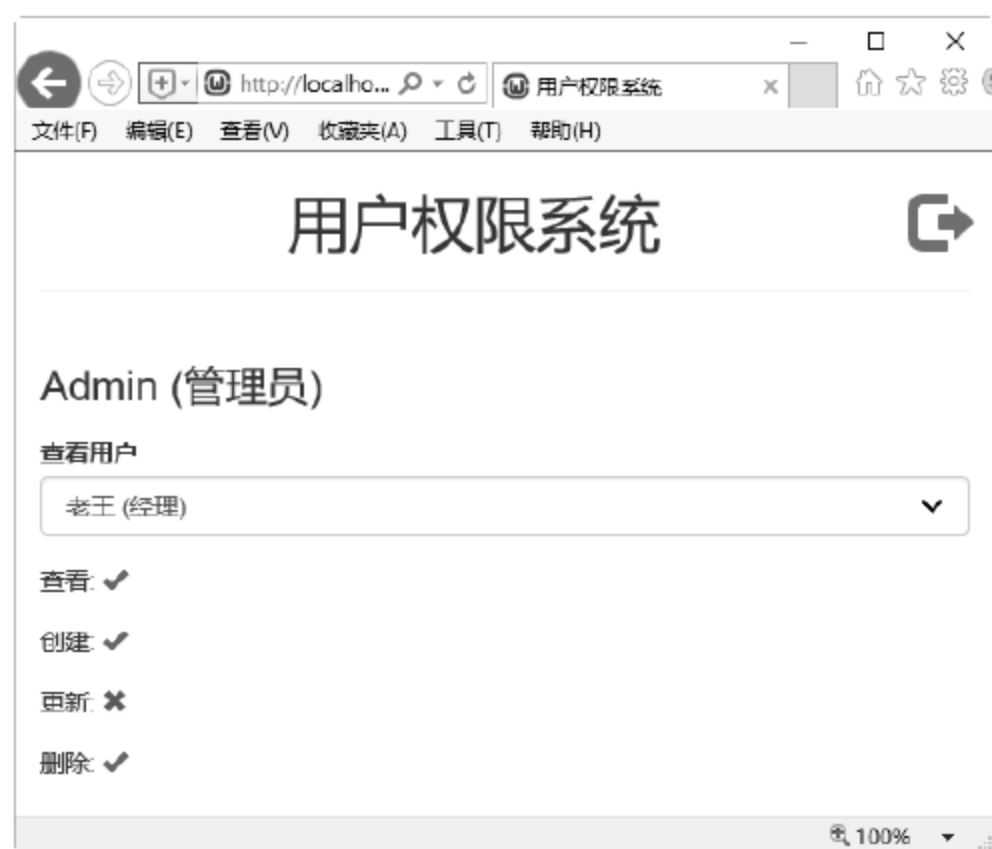 http://localho...
用户权限系统
文件(F) 编辑(E) 查看(V) 收藏夹(A) 工具(T) 帮助(H)
用户权限系统
Admin (管理员)
查看用户
老王 (经理)
查看:
创建:
更新:
删除:
100%